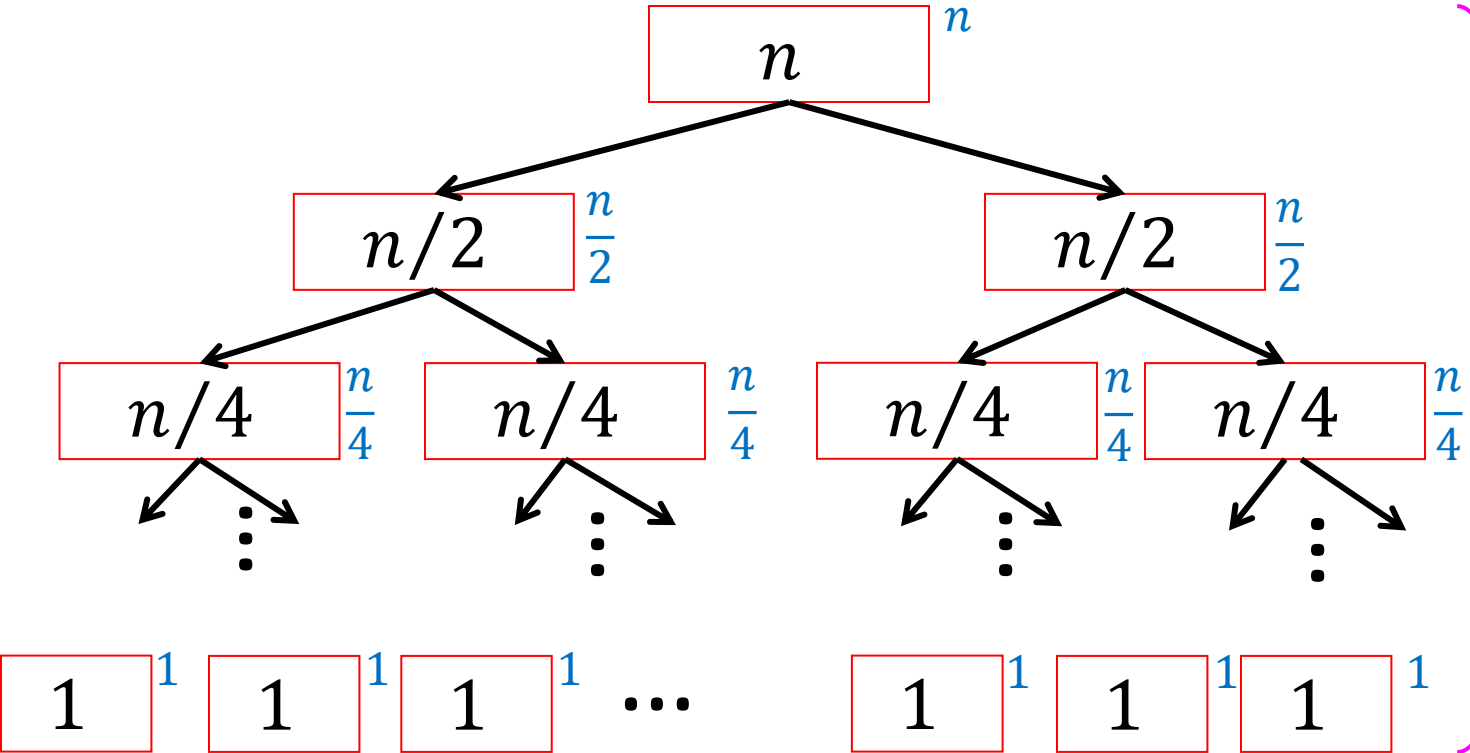 n n
n/2 n/2 n/2 n/2
n/4 n/4 n/4 n/4 n/4 n/4 n/4 n/4
⋮ ⋮ ⋮ ⋮
1 1 1 1 1 1 … 1 1 1 1 1 1